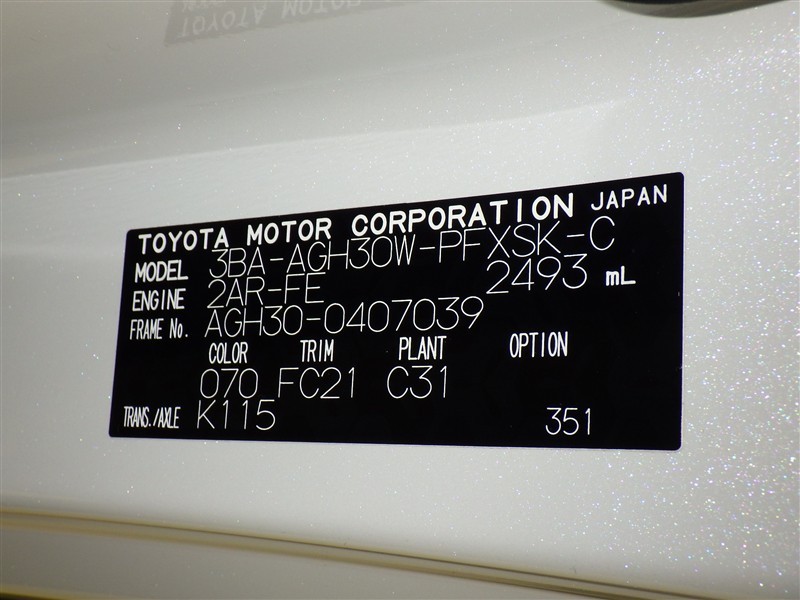 TOYOTA MOTOR CORPORATION JAPAN
MODEL 3BA-AGH30W-PFXSK-C
ENGINE 2AR-FE 2493 mL
FRAME No. AGH30-0407039
COLOR TRIM PLANT OPTION
070 FC21 C31
TRANS./AXLE K115 351